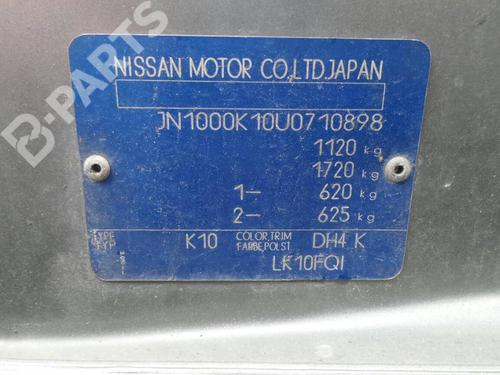 B-PARTS
NISSAN MOTOR CO.,LTD.JAPAN
JN1000K10U0710898
1120 kg
1720 kg
1- 620 kg
2- 625 kg
TYPE COLOR,TRIM
TYP K10 FARBE,POLST. DH4 K
LK10FQI